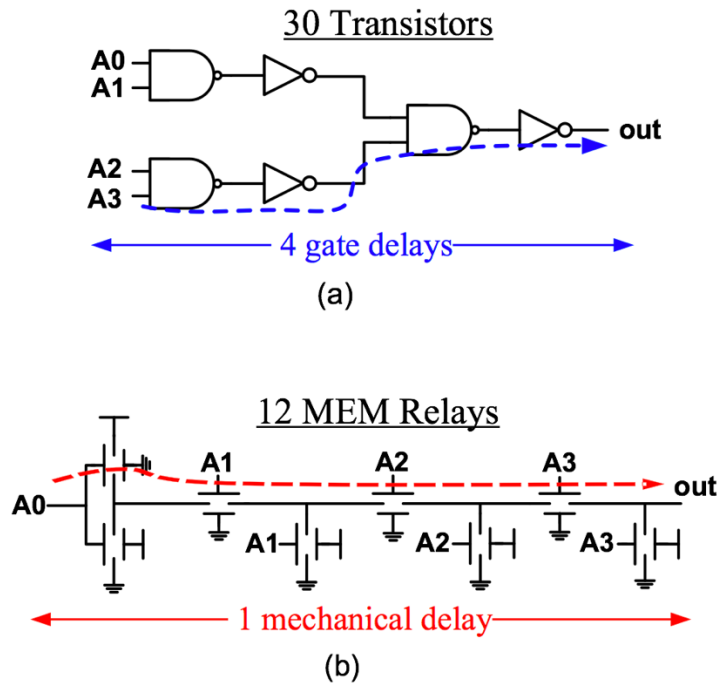 30 Transistors
A0
A1
A2
A3
out
4 gate delays
(a)
12 MEM Relays
A1
A2
A3
A0
out
A1
A2
A3
1 mechanical delay
(b)